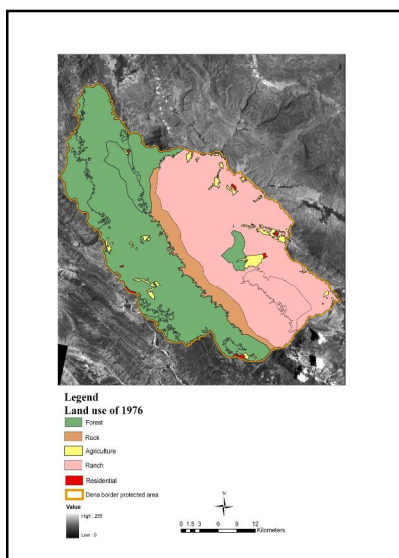 Legend
Land use of 1976
Forest
Rock
Agriculture
Ranch
Residential
Dena border protected area
Value
High : 255
Low : 0
N
0 1.5 3 6 9 12
Kilometers